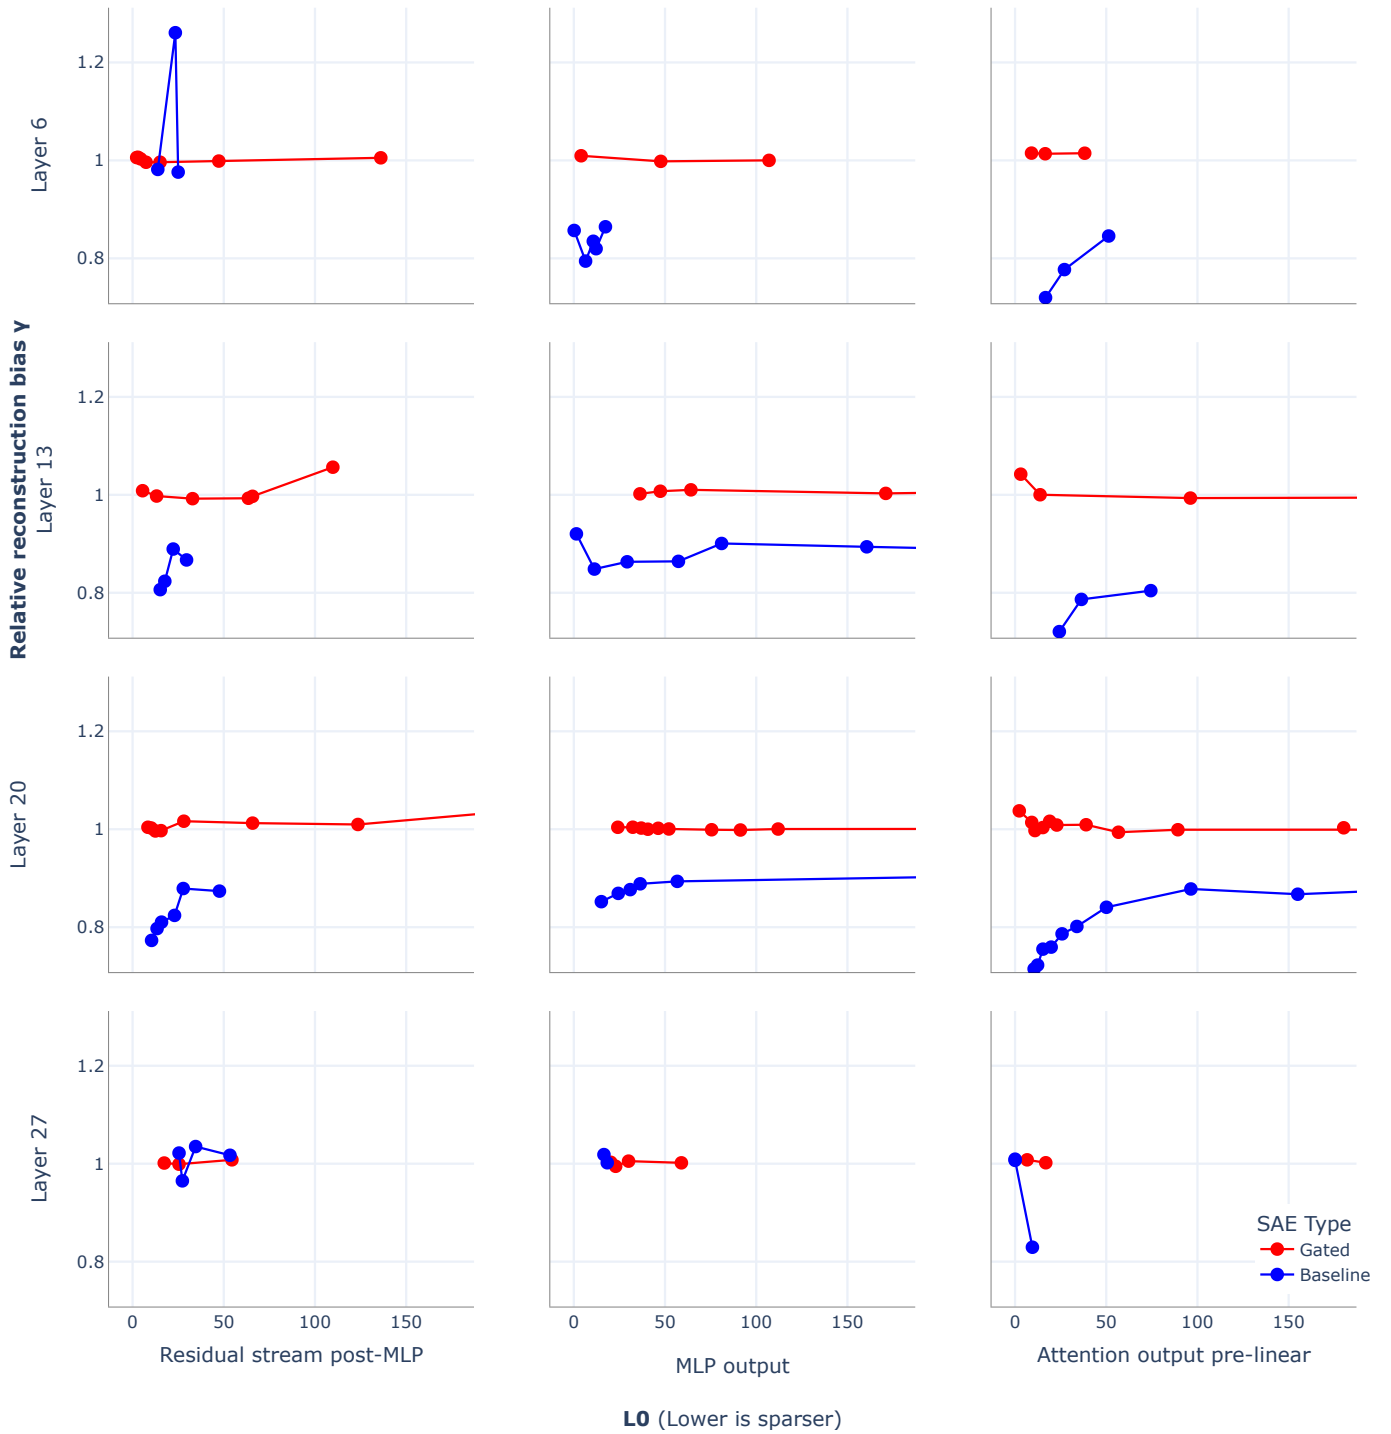 1.2
1
0.8
Layer 6
Relative reconstruction bias γ
1.2
1
0.8
Layer 13
1.2
1
0.8
Layer 20
1.2
1
0.8
Layer 27
SAE Type
Gated
Baseline
0 50 100 150
0 50 100 150
0 50 100 150
Residual stream post-MLP
MLP output
Attention output pre-linear
L0 (Lower is sparser)